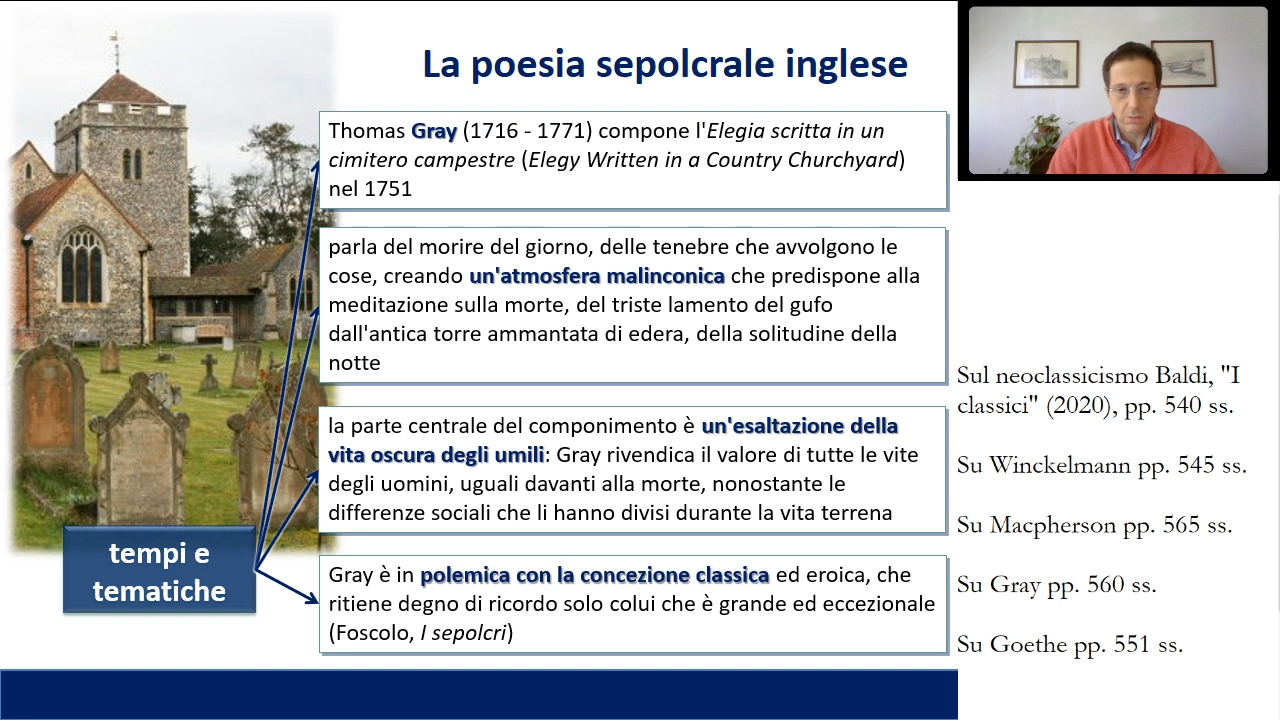 La poesia sepolcrale inglese
Thomas Gray (1716 - 1771) compone l'Elegia scritta in un
cimitero campestre (Elegy Written in a Country Churchyard)
nel 1751
parla del morire del giorno, delle tenebre che avvolgono le
cose, creando un'atmosfera malinconica che predispone alla
meditazione sulla morte, del triste lamento del gufo
dall'antica torre ammantata di edera, della solitudine della
notte
la parte centrale del componimento è un'esaltazione della
vita oscura degli umili: Gray rivendica il valore di tutte le vite
degli uomini, uguali davanti alla morte, nonostante le
differenze sociali che li hanno divisi durante la vita terrena
Gray è in polemica con la concezione classica ed eroica, che
ritiene degno di ricordo solo colui che è grande ed eccezionale
(Foscolo, I sepolcri)
tempi e
tematiche
Sul neoclassicismo Baldi, "I
classici" (2020), pp. 540 ss.
Su Winckelmann pp. 545 ss.
Su Macpherson pp. 565 ss.
Su Gray pp. 560 ss.
Su Goethe pp. 551 ss.